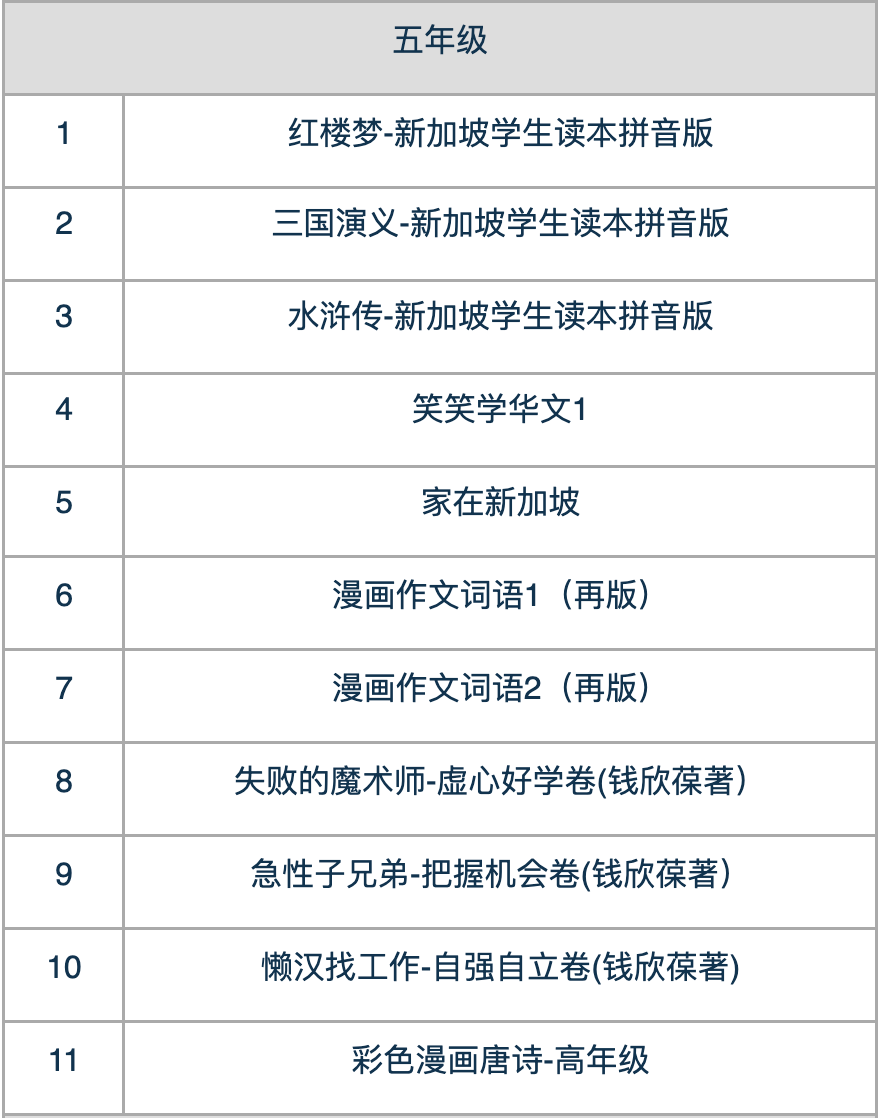 五年级
1 红楼梦-新加坡学生读本拼音版
2 三国演义-新加坡学生读本拼音版
3 水浒传-新加坡学生读本拼音版
4 笑笑学华文1
5 家在新加坡
6 漫画作文词语1（再版）
7 漫画作文词语2（再版）
8 失败的魔术师-虚心好学卷(钱欣葆著）
9 急性子兄弟-把握机会卷(钱欣葆著）
10 懒汉找工作-自强自立卷(钱欣葆著)
11 彩色漫画唐诗-高年级